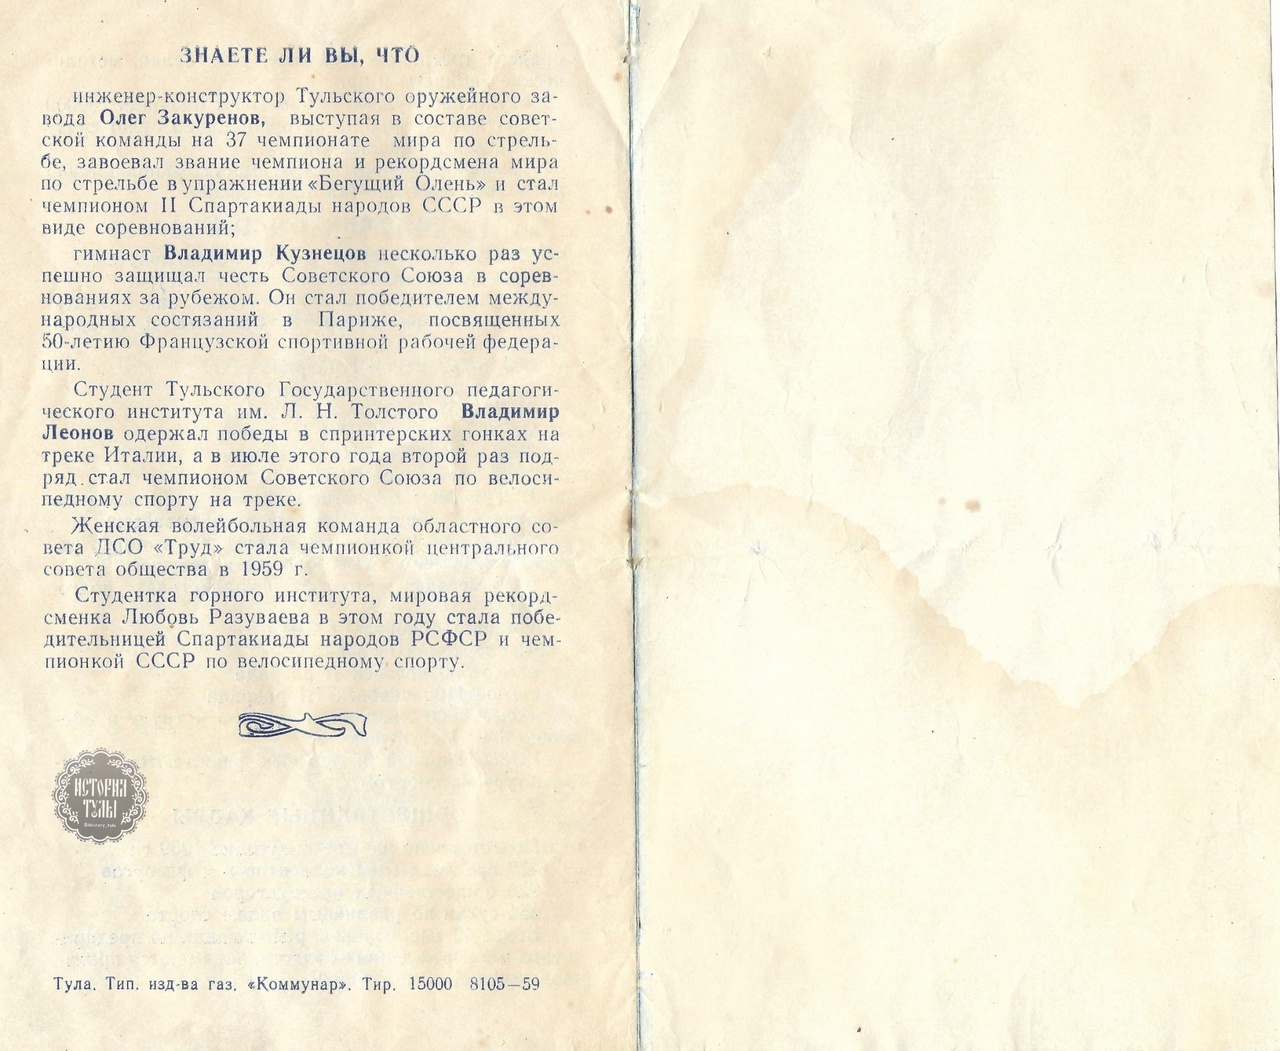 ЗНАЕТЕ ЛИ ВЫ, ЧТО
инженер-конструктор Тульского оружейного за-
вода Олег Закуренов, выступая в составе совет-
ской команды на 37 чемпионате мира по стрель-
бе, завоевал звание чемпиона и рекордсмена мира
по стрельбе в упражнении «Бегущий Олень» и стал
чемпионом II Спартакиады народов СССР в этом
виде соревнований;
гимнаст Владимир Кузнецов несколько раз ус-
пешно защищал честь Советского Союза в сорев-
нованиях за рубежом. Он стал победителем между-
народных состязаний в Париже, посвященных
50-летию Французской спортивной рабочей федера-
ции.
Студент Тульского Государственного педагоги-
ческого института им. Л. Н. Толстого Владимир
Леонов одержал победы в спринтерских гонках на
треке Италии, а в июле этого года второй раз под-
ряд стал чемпионом Советского Союза по велоси-
педному спорту на треке.
Женская волейбольная команда областного со-
вета ДСО «Труд» стала чемпионкой центрального
совета общества в 1959 г.
Студентка горного института, мировая рекорд-
сменка Любовь Разуваева в этом году стала побе-
дительницей Спартакиады народов РСФСР и чем-
пионкой СССР по велосипедному спорту.
ИСТОРИЯ
ТУЛЫ
Тула. Тип. изд-ва газ. «Коммунар». Тир. 15000 8105—59